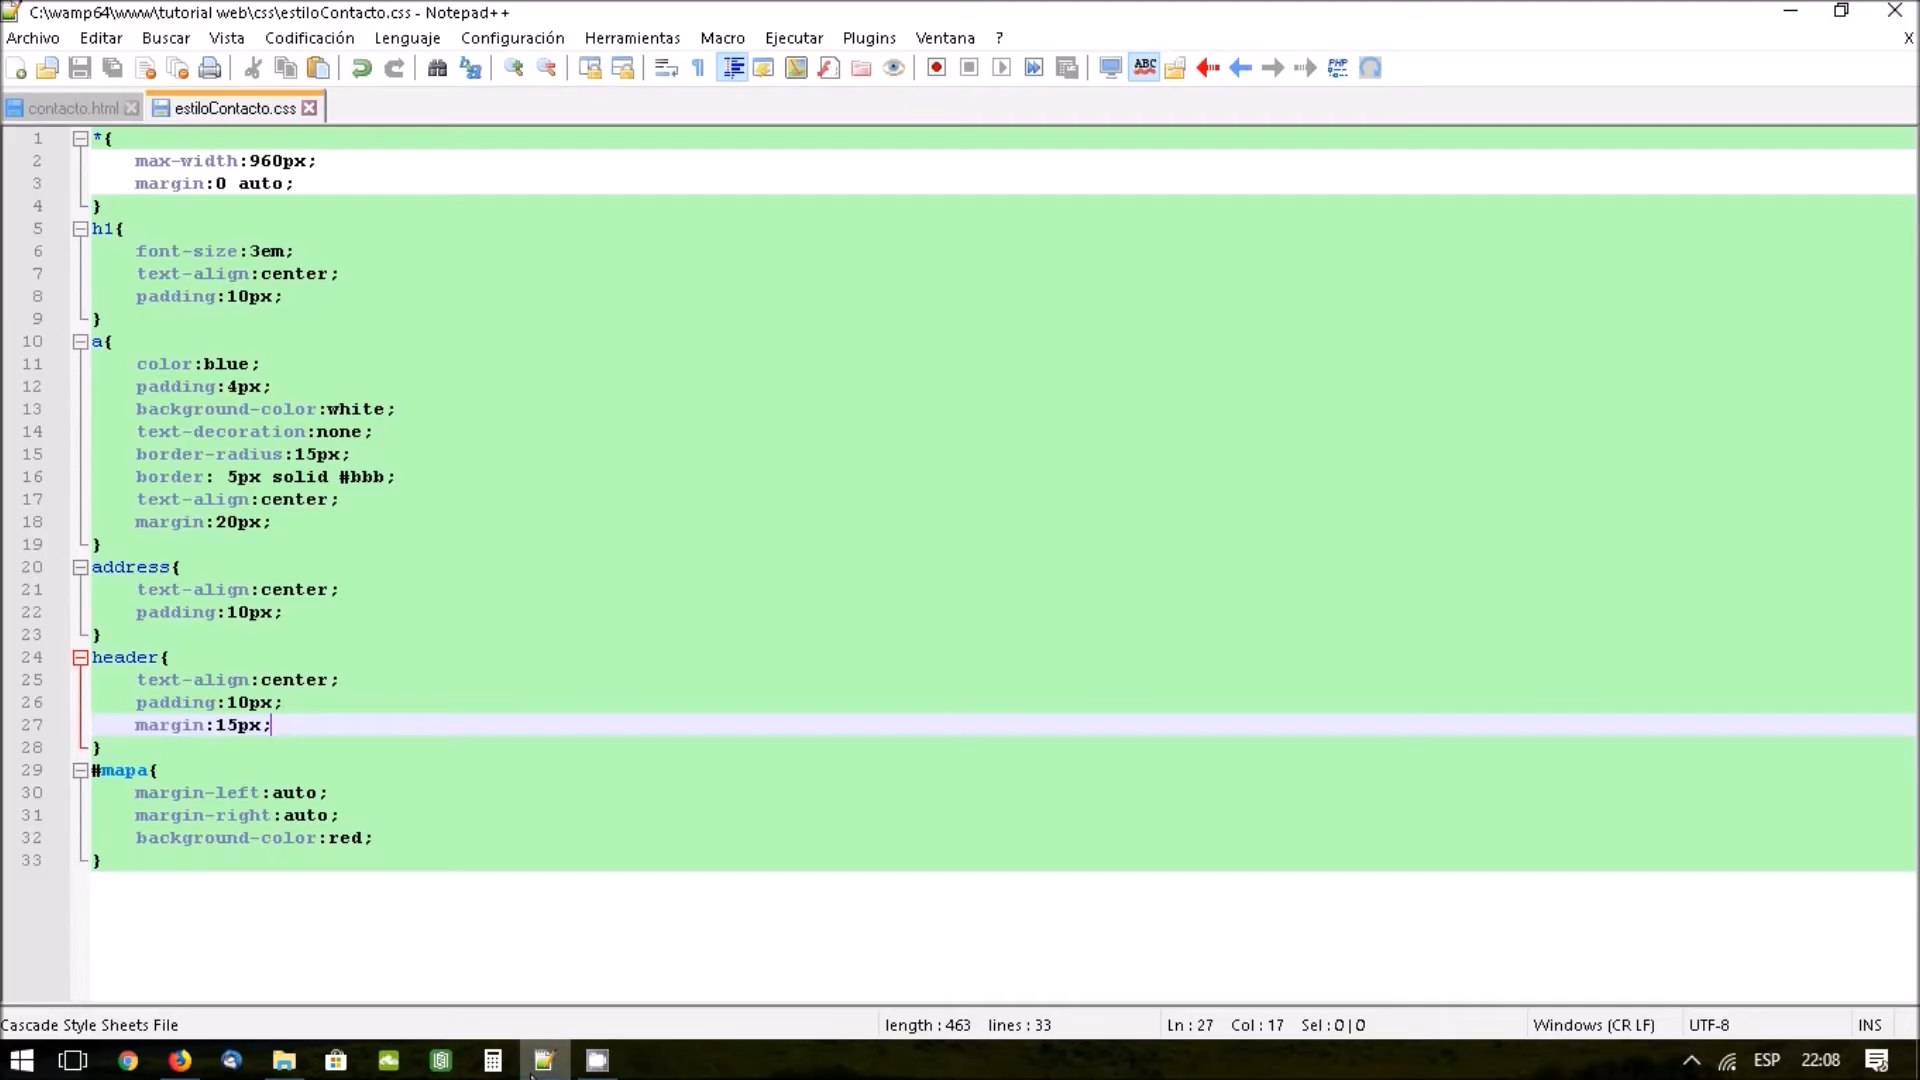 C:\wamp64\www\tutorial web\css\estiloContacto.css - Notepad++
Archivo Editar Buscar Vista Codificación Lenguaje Configuración Herramientas Macro Ejecutar Plugins Ventana ? X
ABC PHP
contacto.html estiloContacto.css
1 *{
2 max-width:960px;
3 margin:0 auto;
4 }
5 h1{
6 font-size:3em;
7 text-align:center;
8 padding:10px;
9 }
10 a{
11 color:blue;
12 padding:4px;
13 background-color:white;
14 text-decoration:none;
15 border-radius:15px;
16 border: 5px solid #bbb;
17 text-align:center;
18 margin:20px;
19 }
20 address{
21 text-align:center;
22 padding:10px;
23 }
24 header{
25 text-align:center;
26 padding:10px;
27 margin:15px;
28 }
29 #mapa{
30 margin-left:auto;
31 margin-right:auto;
32 background-color:red;
33 }
Cascade Style Sheets File length : 463 lines : 33 Ln : 27 Col : 17 Sel : 0 | 0 Windows (CR LF) UTF-8 INS
ESP 22:08